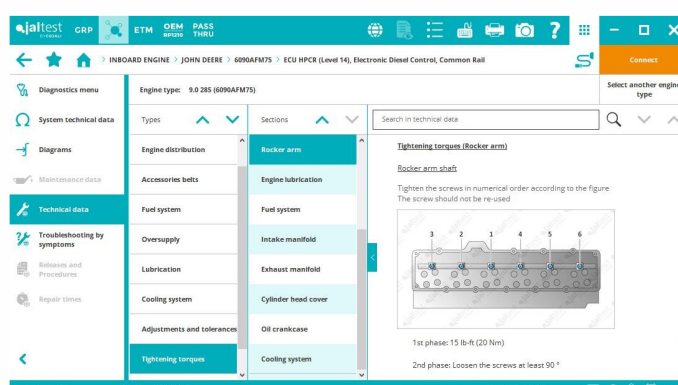 jaltest GRP ETM OEM RP1210 PASS THRU ?
> INBOARD ENGINE > JOHN DEERE > 6090AFM75 > ECU HPCR (Level 14), Electronic Diesel Control, Common Rail
Connect
Diagnostics menu
Engine type: 9.0 285 (6090AFM75)
Select another engine
type
System technical data
Types
Sections
Search in technical data
Diagrams
Maintenance data
Technical data
Troubleshooting by
symptoms
Releases and
Procedures
Repair times
Engine distribution
Accessories belts
Fuel system
Oversupply
Lubrication
Cooling system
Adjustments and tolerances
Tightening torques
Rocker arm
Engine lubrication
Fuel system
Intake manifold
Exhaust manifold
Cylinder head cover
Oil crankcase
Cooling system
Tightening torques (Rocker arm)
Rocker arm shaft
Tighten the screws in numerical order according to the figure
The screw should not be re-used
3 2 1 4 5 6
1st phase: 15 lb-ft (20 Nm)
2nd phase: Loosen the screws at least 90 °